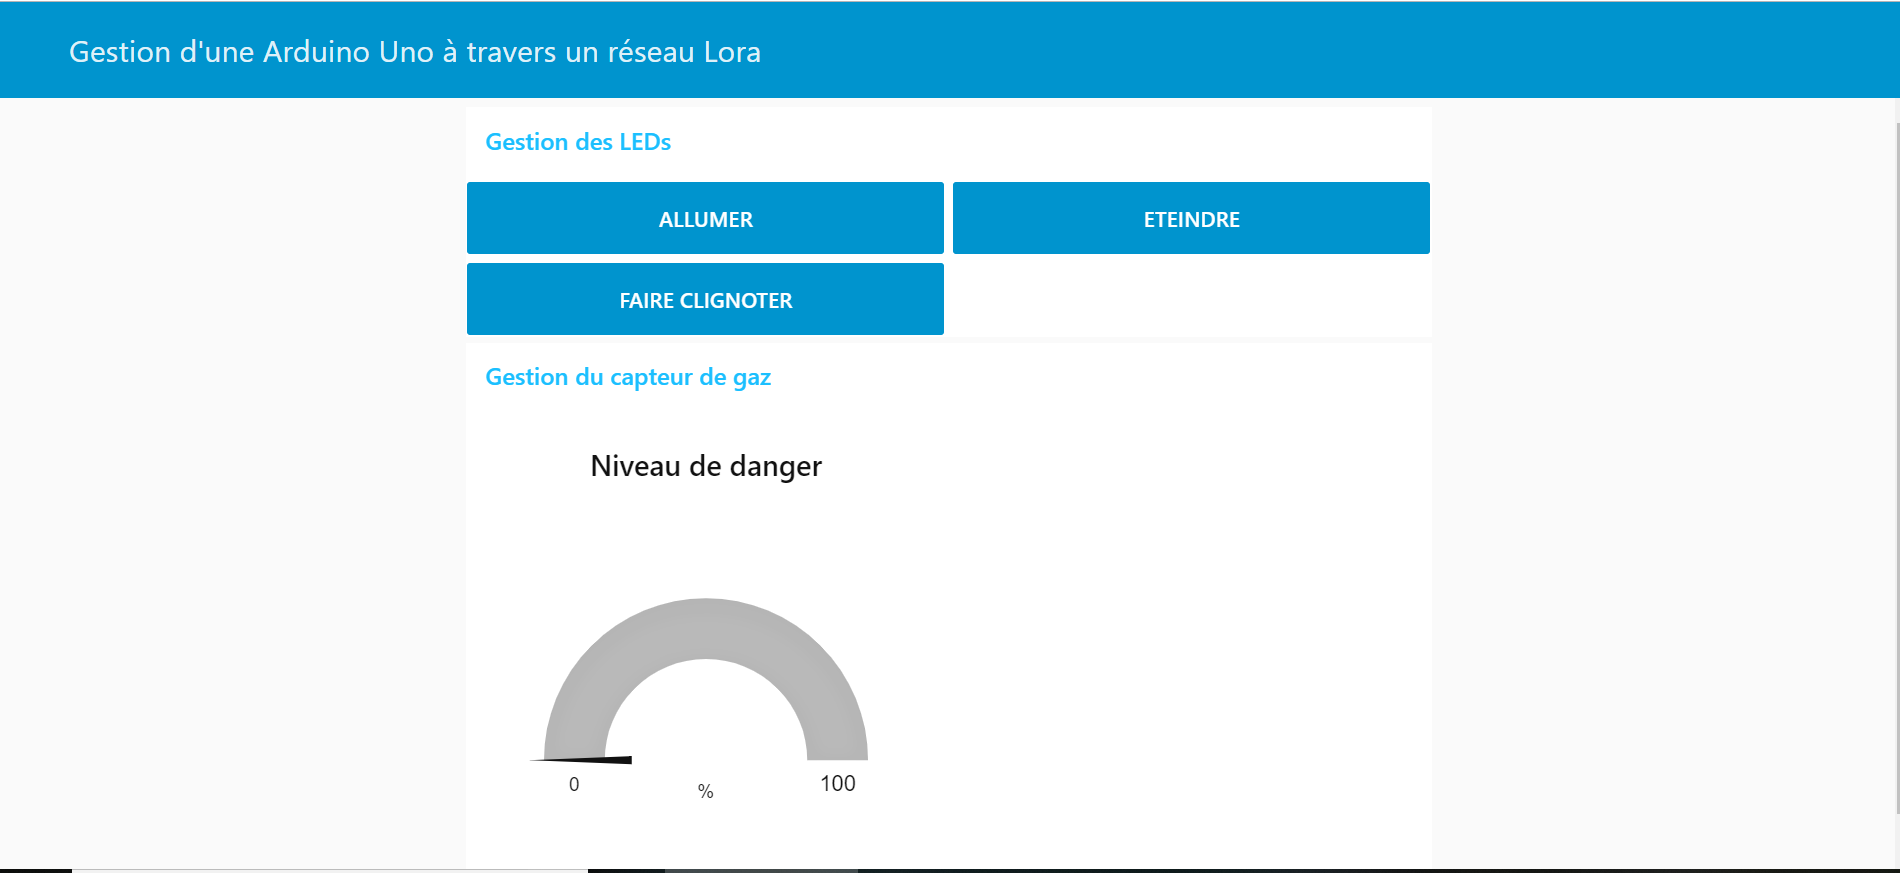 Gestion d'une Arduino Uno à travers un réseau Lora
Gestion des LEDs
ALLUMER
ETEINDRE
FAIRE CLIGNOTER
Gestion du capteur de gaz
Niveau de danger
0
%
100